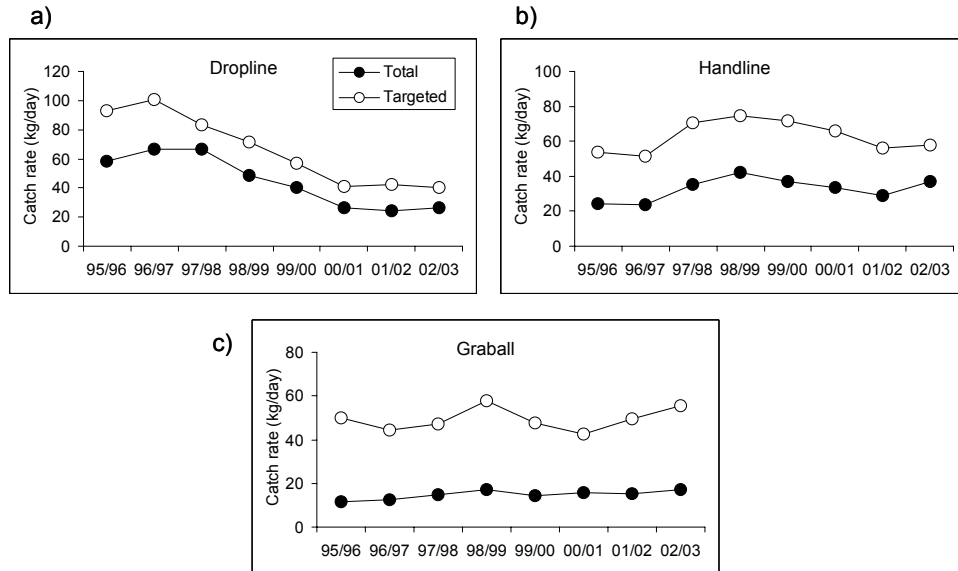 a)
Dropline
Total
Targeted
Catch rate (kg/day)
120
100
80
60
40
20
0
95/96 96/97 97/98 98/99 99/00 00/01 01/02 02/03
b)
Handline
Catch rate (kg/day)
100
80
60
40
20
0
95/96 96/97 97/98 98/99 99/00 00/01 01/02 02/03
c)
Graball
Catch rate (kg/day)
80
60
40
20
0
95/96 96/97 97/98 98/99 99/00 00/01 01/02 02/03